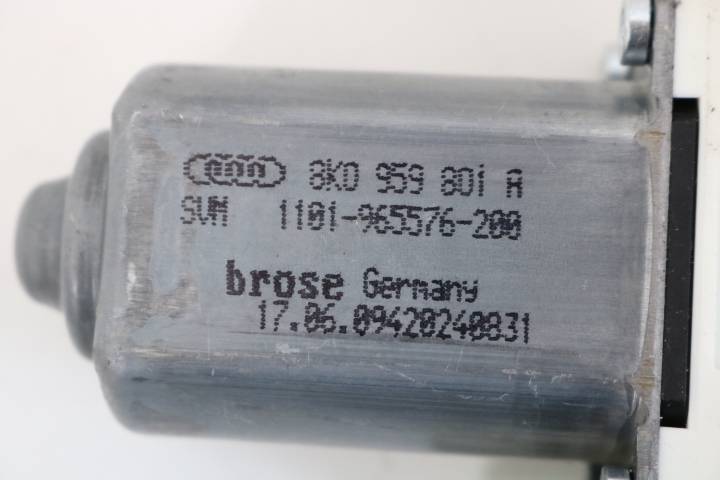 8K0 959 801 A
SVM 1101-965576-200
brose Germany
17.06.09420240831